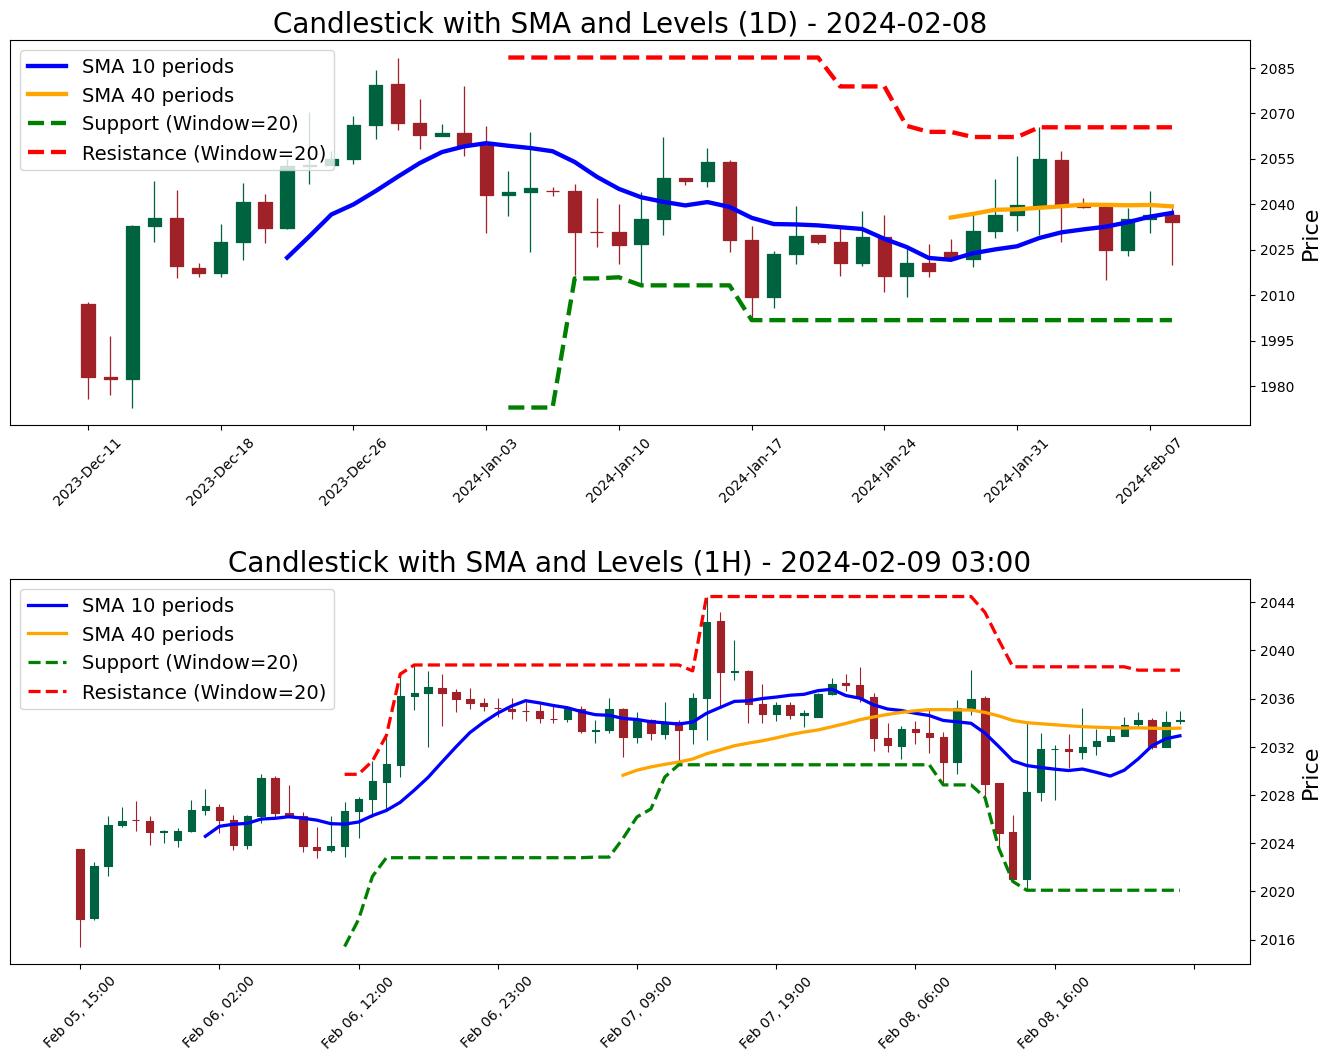 Candlestick with SMA and Levels (1D) - 2024-02-08
SMA 10 periods
SMA 40 periods
Support (Window=20)
Resistance (Window=20)
2085
2070
2055
2040
2025
2010
1995
1980
Price
2023-Dec-11
2023-Dec-18
2023-Dec-26
2024-Jan-03
2024-Jan-10
2024-Jan-17
2024-Jan-24
2024-Jan-31
2024-Feb-07
Candlestick with SMA and Levels (1H) - 2024-02-09 03:00
SMA 10 periods
SMA 40 periods
Support (Window=20)
Resistance (Window=20)
2044
2040
2036
2032
2028
2024
2020
2016
Price
Feb 05, 15:00
Feb 06, 02:00
Feb 06, 12:00
Feb 06, 23:00
Feb 07, 09:00
Feb 07, 19:00
Feb 08, 06:00
Feb 08, 16:00